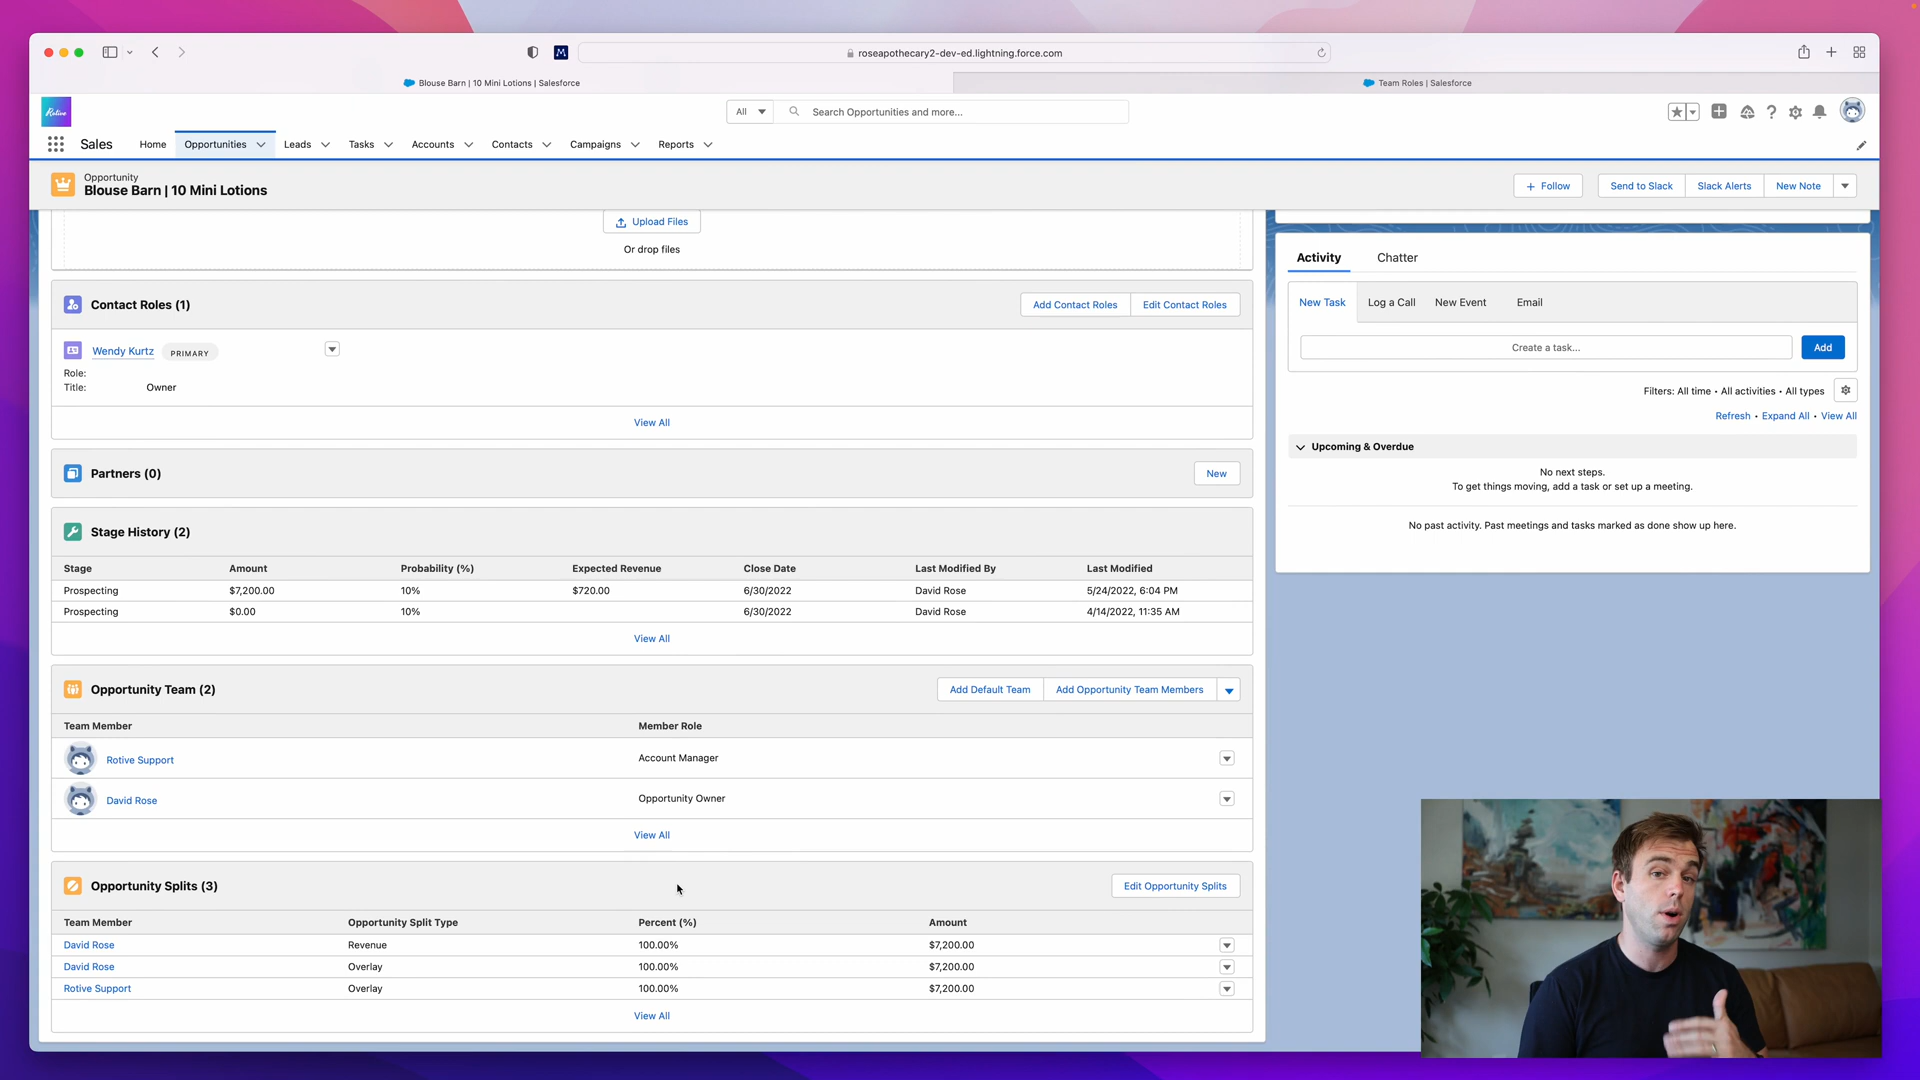 roseapothecary2-dev-ed.lightning.force.com
Blouse Barn | 10 Mini Lotions | Salesforce
Team Roles | Salesforce
Rotive
All
Search Opportunities and more...
Sales
Home
Opportunities
Leads
Tasks
Accounts
Contacts
Campaigns
Reports
Opportunity
Blouse Barn | 10 Mini Lotions
+ Follow
Send to Slack
Slack Alerts
New Note
Upload Files
Or drop files
Contact Roles (1)
Add Contact Roles
Edit Contact Roles
Wendy Kurtz
PRIMARY
Role:
Title: Owner
View All
Partners (0)
New
Stage History (2)
Stage Amount Probability (%) Expected Revenue Close Date Last Modified By Last Modified
Prospecting $7,200.00 10% $720.00 6/30/2022 David Rose 5/24/2022, 6:04 PM
Prospecting $0.00 10% 6/30/2022 David Rose 4/14/2022, 11:35 AM
View All
Opportunity Team (2)
Add Default Team
Add Opportunity Team Members
Team Member Member Role
Rotive Support Account Manager
David Rose Opportunity Owner
View All
Opportunity Splits (3)
Edit Opportunity Splits
Team Member Opportunity Split Type Percent (%) Amount
David Rose Revenue 100.00% $7,200.00
David Rose Overlay 100.00% $7,200.00
Rotive Support Overlay 100.00% $7,200.00
View All
Activity
Chatter
New Task
Log a Call
New Event
Email
Create a task...
Add
Filters: All time • All activities • All types
Refresh • Expand All • View All
Upcoming & Overdue
No next steps.
To get things moving, add a task or set up a meeting.
No past activity. Past meetings and tasks marked as done show up here.